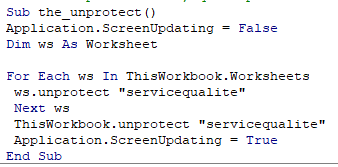 Sub the_unprotect()
Application.ScreenUpdating = False
Dim ws As Worksheet
For Each ws In ThisWorkbook.Worksheets
ws.unprotect "servicequalite"
Next ws
ThisWorkbook.unprotect "servicequalite"
Application.ScreenUpdating = True
End Sub